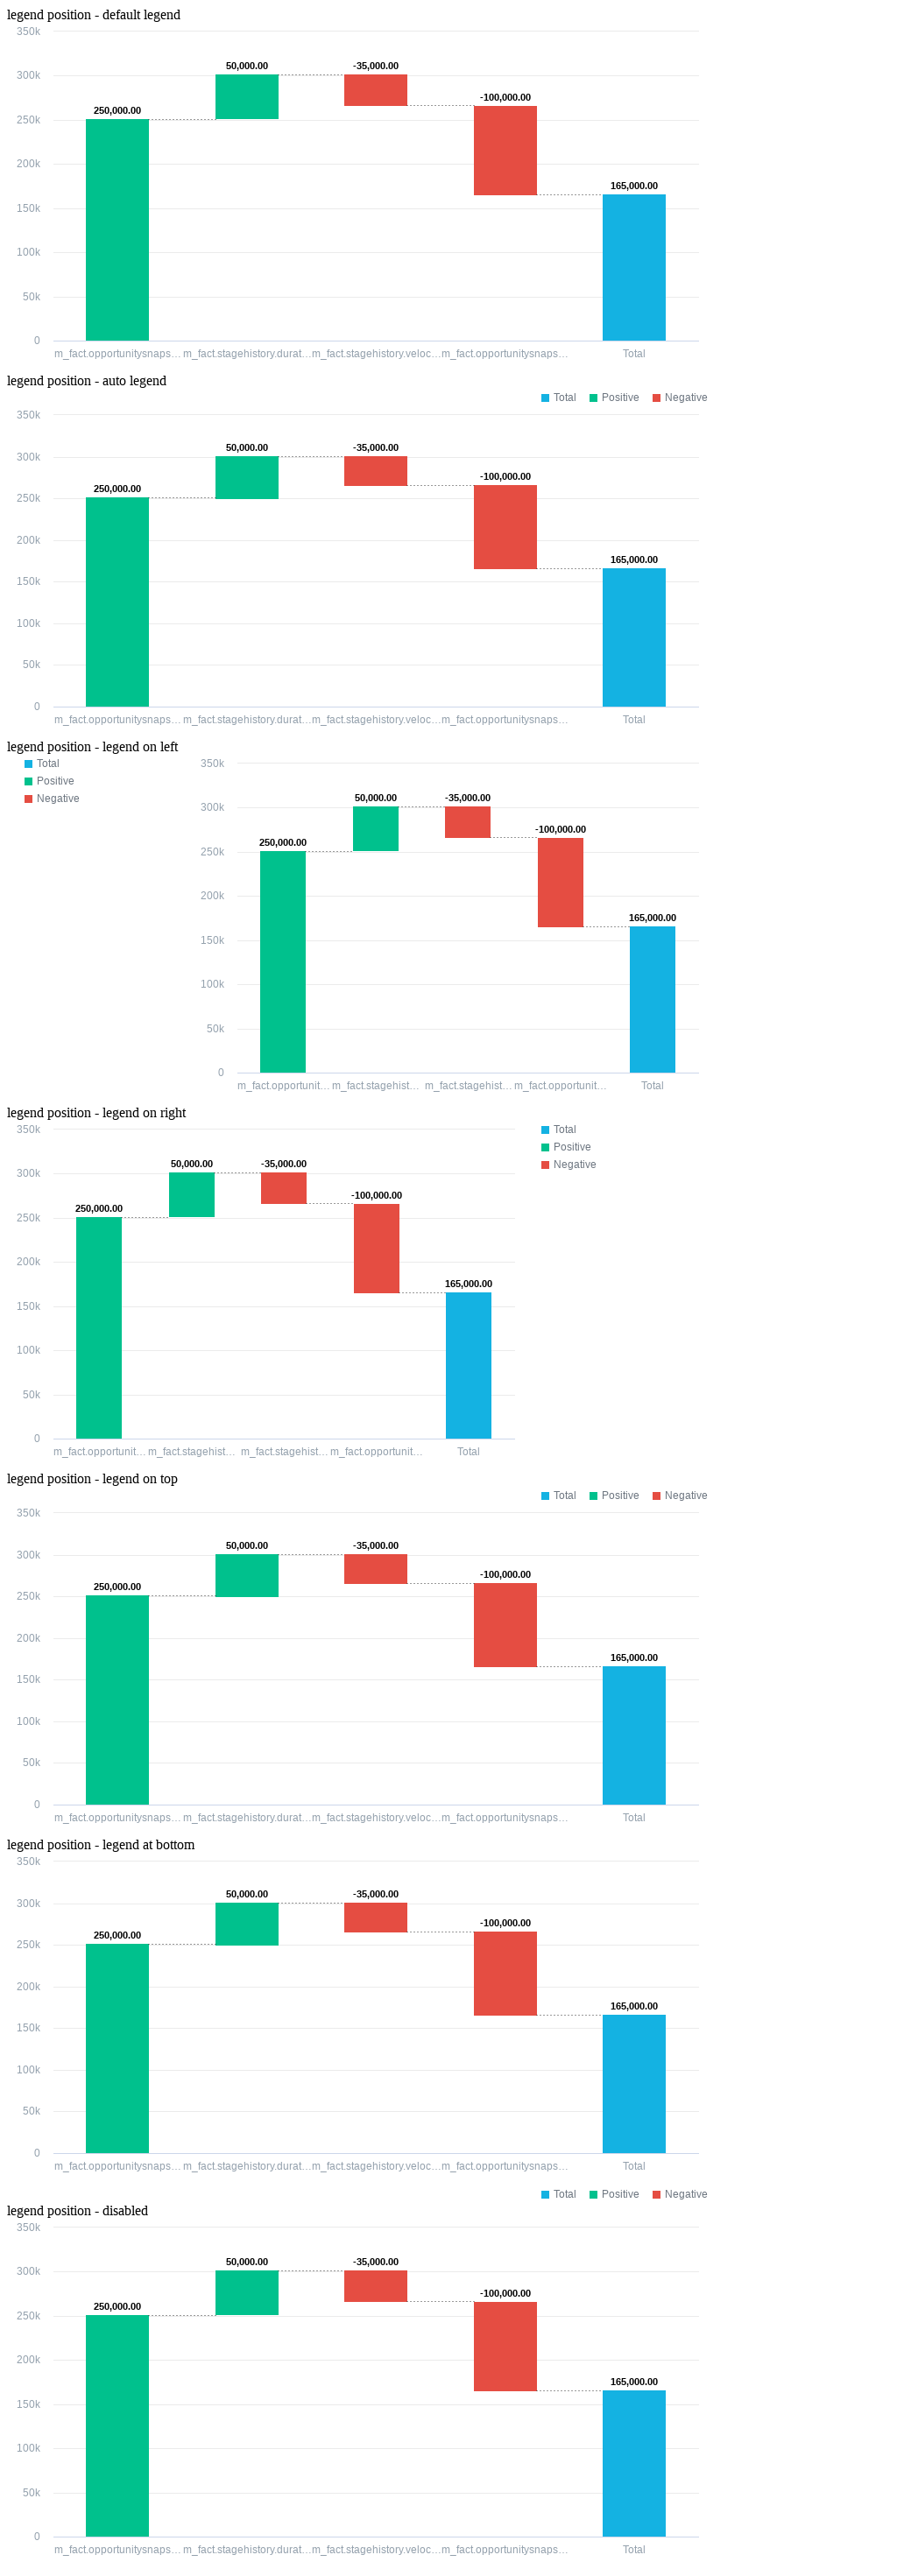 legend position - default legend
350k
50,000.00
-35,000.00
300k
-100,000.00
250,000.00
250k
200k
165,000.00
150k
100k
50k
0
m_fact.opportunitysnaps… m_fact.stagehistory.durat… m_fact.stagehistory.veloc… m_fact.opportunitysnaps… Total
legend position - auto legend
Total Positive Negative
350k
50,000.00
-35,000.00
300k
-100,000.00
250,000.00
250k
200k
165,000.00
150k
100k
50k
0
m_fact.opportunitysnaps… m_fact.stagehistory.durat… m_fact.stagehistory.veloc… m_fact.opportunitysnaps… Total
legend position - legend on left
Total
Positive
Negative
350k
50,000.00
-35,000.00
300k
-100,000.00
250,000.00
250k
200k
165,000.00
150k
100k
50k
0
m_fact.opportunit… m_fact.stagehist… m_fact.stagehist… m_fact.opportunit… Total
legend position - legend on right
350k
50,000.00
-35,000.00
300k
-100,000.00
250,000.00
250k
200k
165,000.00
150k
100k
50k
0
m_fact.opportunit… m_fact.stagehist… m_fact.stagehist… m_fact.opportunit… Total
Total
Positive
Negative
legend position - legend on top
Total Positive Negative
350k
50,000.00
-35,000.00
300k
-100,000.00
250,000.00
250k
200k
165,000.00
150k
100k
50k
0
m_fact.opportunitysnaps… m_fact.stagehistory.durat… m_fact.stagehistory.veloc… m_fact.opportunitysnaps… Total
legend position - legend at bottom
350k
50,000.00
-35,000.00
300k
-100,000.00
250,000.00
250k
200k
165,000.00
150k
100k
50k
0
m_fact.opportunitysnaps… m_fact.stagehistory.durat… m_fact.stagehistory.veloc… m_fact.opportunitysnaps… Total
Total Positive Negative
legend position - disabled
350k
50,000.00
-35,000.00
300k
-100,000.00
250,000.00
250k
200k
165,000.00
150k
100k
50k
0
m_fact.opportunitysnaps… m_fact.stagehistory.durat… m_fact.stagehistory.veloc… m_fact.opportunitysnaps… Total